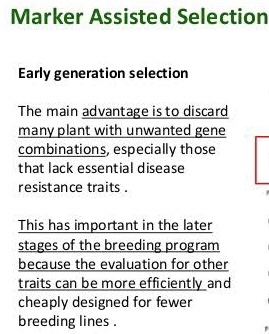 Marker Assisted Selection
Early generation selection
The main advantage is to discard
many plant with unwanted gene
combinations, especially those
that lack essential disease
resistance traits .
This has important in the later
stages of the breeding program
because the evaluation for other
traits can be more efficiently and
cheaply designed for fewer
breeding lines .